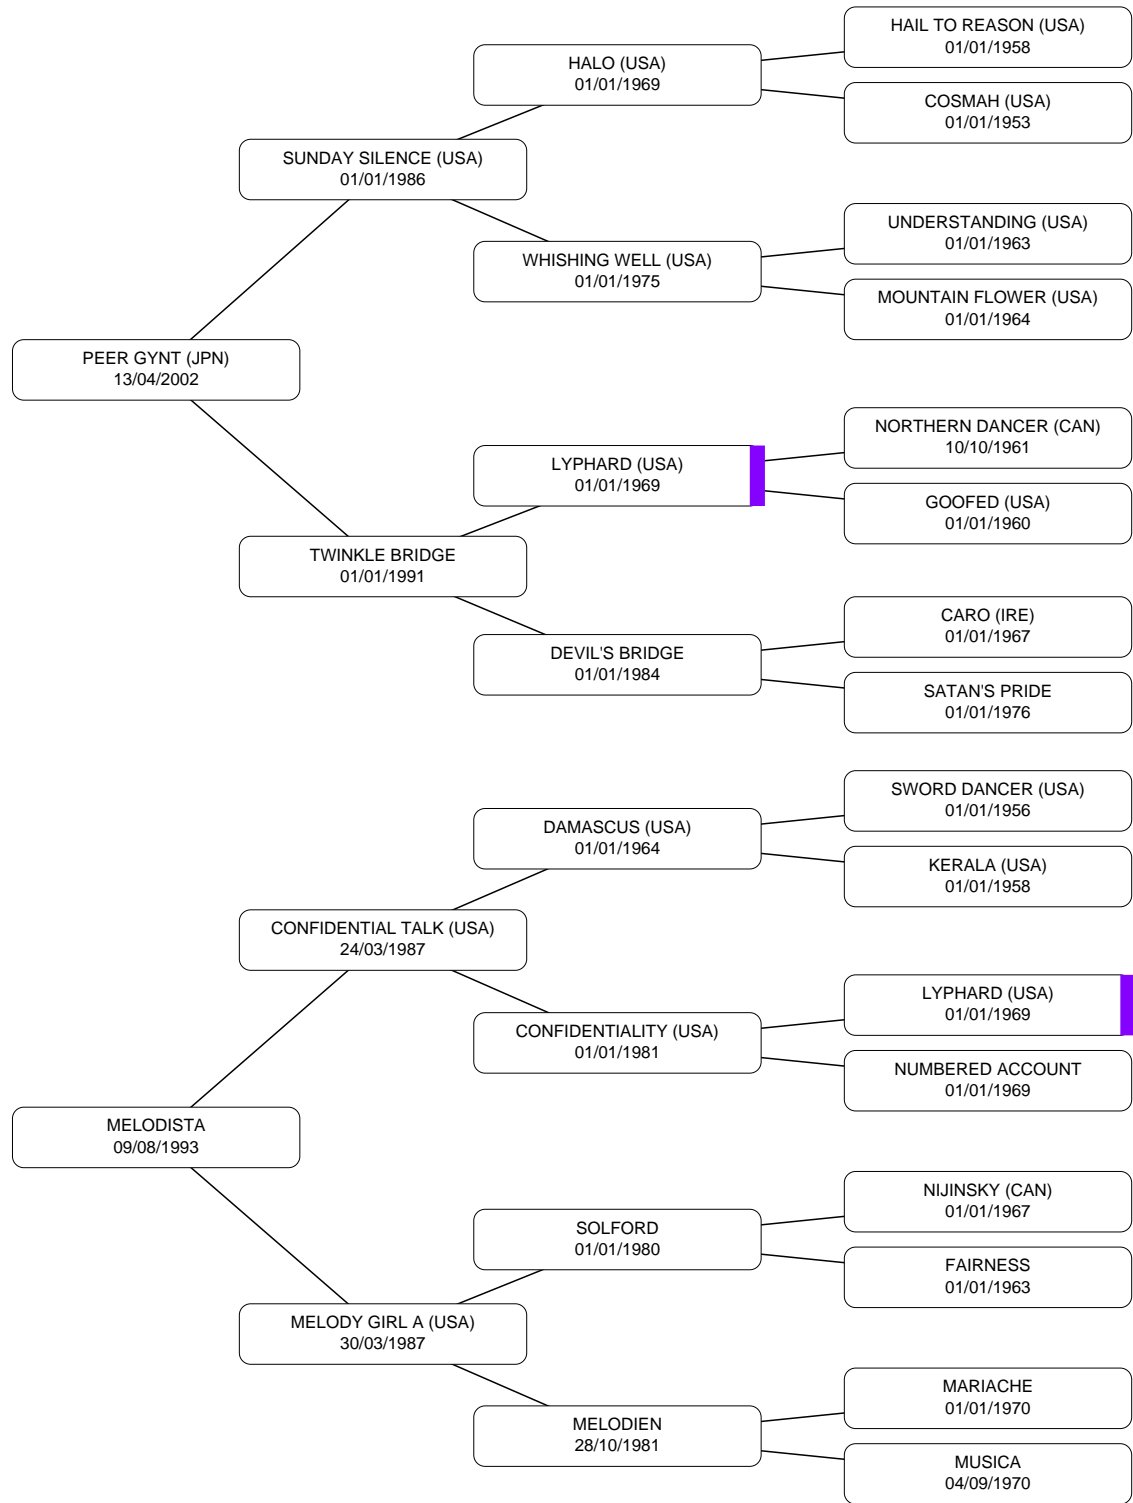 HAIL TO REASON (USA)
01/01/1958
HALO (USA)
01/01/1969
COSMAH (USA)
01/01/1953
SUNDAY SILENCE (USA)
01/01/1986
UNDERSTANDING (USA)
01/01/1963
WHISHING WELL (USA)
01/01/1975
MOUNTAIN FLOWER (USA)
01/01/1964
PEER GYNT (JPN)
13/04/2002
NORTHERN DANCER (CAN)
10/10/1961
LYPHARD (USA)
01/01/1969
GOOFED (USA)
01/01/1960
TWINKLE BRIDGE
01/01/1991
CARO (IRE)
01/01/1967
DEVIL'S BRIDGE
01/01/1984
SATAN'S PRIDE
01/01/1976
SWORD DANCER (USA)
01/01/1956
DAMASCUS (USA)
01/01/1964
KERALA (USA)
01/01/1958
CONFIDENTIAL TALK (USA)
24/03/1987
LYPHARD (USA)
01/01/1969
CONFIDENTIALITY (USA)
01/01/1981
NUMBERED ACCOUNT
01/01/1969
MELODISTA
09/08/1993
NIJINSKY (CAN)
01/01/1967
SOLFORD
01/01/1980
FAIRNESS
01/01/1963
MELODY GIRL A (USA)
30/03/1987
MARIACHE
01/01/1970
MELODIEN
28/10/1981
MUSICA
04/09/1970